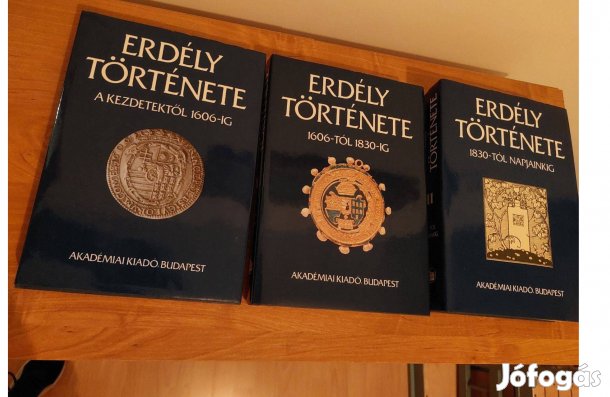 ERDÉLY
TÖRTÉNETE
A KEZDETEKTŐL 1606-IG
AKADÉMIAI KIADÓ, BUDAPEST
ERDÉLY
TÖRTÉNETE
1606-TÓL 1830-IG
AKADÉMIAI KIADÓ, BUDAPEST
TÖRTÉNETE
III
ERDÉLY
TÖRTÉNETE
1830-TÓL NAPJAINKIG
AKADÉMIAI KIADÓ, BUDAPEST
Jófogás